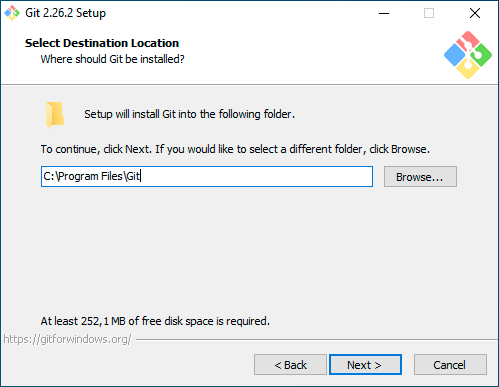 Git 2.26.2 Setup
Select Destination Location
Where should Git be installed?
Setup will install Git into the following folder.
To continue, click Next. If you would like to select a different folder, click Browse.
C:\Program Files\Git
Browse...
At least 252,1 MB of free disk space is required.
https://gitforwindows.org/
< Back
Next >
Cancel